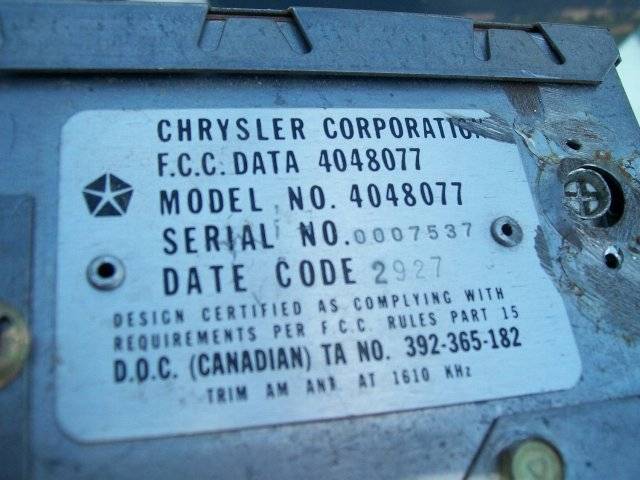 CHRYSLER CORPORATION
F.C.C. DATA 4048077
MODEL NO. 4048077
SERIAL NO. 0007537
DATE CODE 2927
DESIGN CERTIFIED AS COMPLYING WITH
REQUIREMENTS PER F.C.C. RULES PART 15
D.O.C. (CANADIAN) TA NO. 392-365-182
TRIM AM ANT AT 1610 KHz